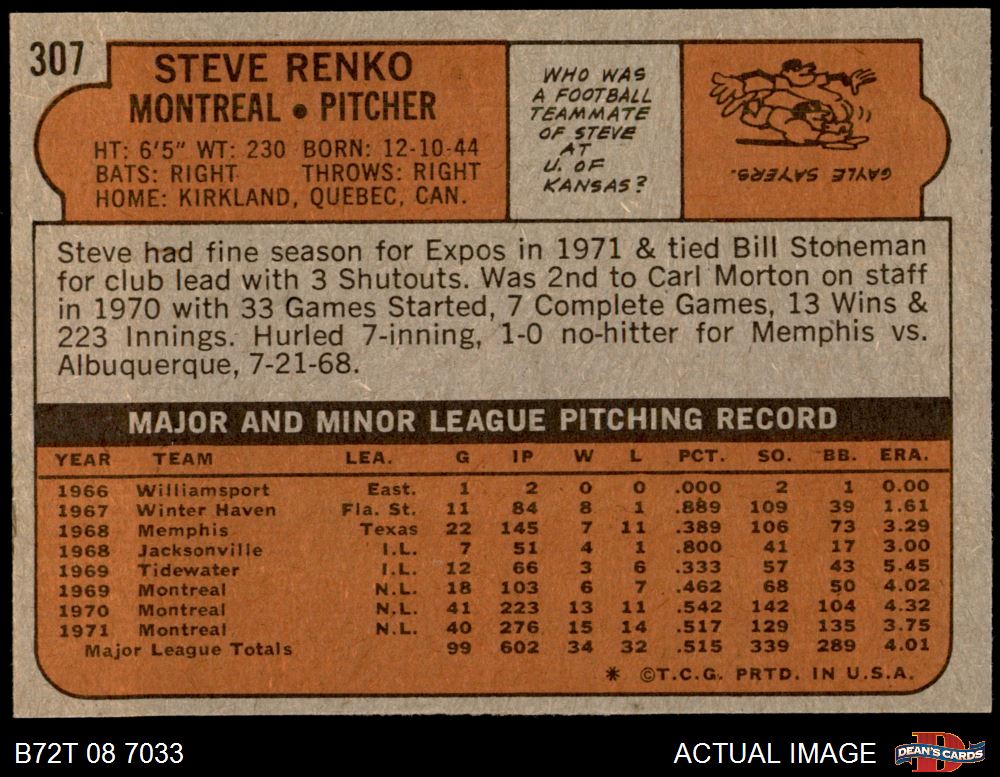 307
STEVE RENKO
MONTREAL • PITCHER
HT: 6'5" WT: 230 BORN: 12-10-44
BATS: RIGHT THROWS: RIGHT
HOME: KIRKLAND, QUEBEC, CAN.
WHO WAS
A FOOTBALL
TEAMMATE
OF STEVE
AT
U. OF
KANSAS?
GAYLE SAYERS.
Steve had fine season for Expos in 1971 & tied Bill Stoneman
for club lead with 3 Shutouts. Was 2nd to Carl Morton on staff
in 1970 with 33 Games Started, 7 Complete Games, 13 Wins &
223 Innings. Hurled 7-inning, 1-0 no-hitter for Memphis vs.
Albuquerque, 7-21-68.
MAJOR AND MINOR LEAGUE PITCHING RECORD
YEAR TEAM LEA. G IP W L PCT. SO. BB. ERA.
1966 Williamsport East. 1 2 0 0 .000 2 1 0.00
1967 Winter Haven Fla. St. 11 84 8 1 .889 109 39 1.61
1968 Memphis Texas 22 145 7 11 .389 106 73 3.29
1968 Jacksonville I.L. 7 51 4 1 .800 41 17 3.00
1969 Tidewater I.L. 12 66 3 6 .333 57 43 5.45
1969 Montreal N.L. 18 103 6 7 .462 68 50 4.02
1970 Montreal N.L. 41 223 13 11 .542 142 104 4.32
1971 Montreal N.L. 40 276 15 14 .517 129 135 3.75
Major League Totals 99 602 34 32 .515 339 289 4.01
* ©T.C.G. PRTD. IN U.S.A.
B72T 08 7033
ACTUAL IMAGE
D
DEAN'S CARDS